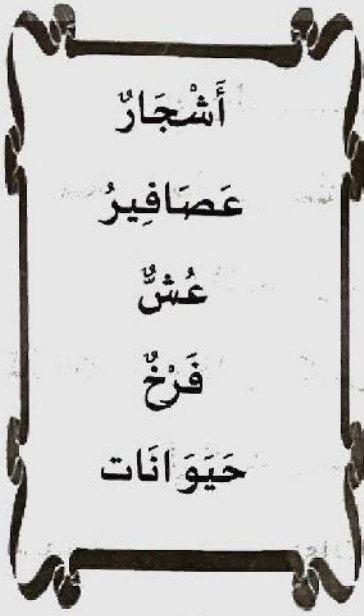 أَشْجَارٌ
عَصَافِيرُ
عُشٌّ
فَرْخٌ
حَيَوَانَات